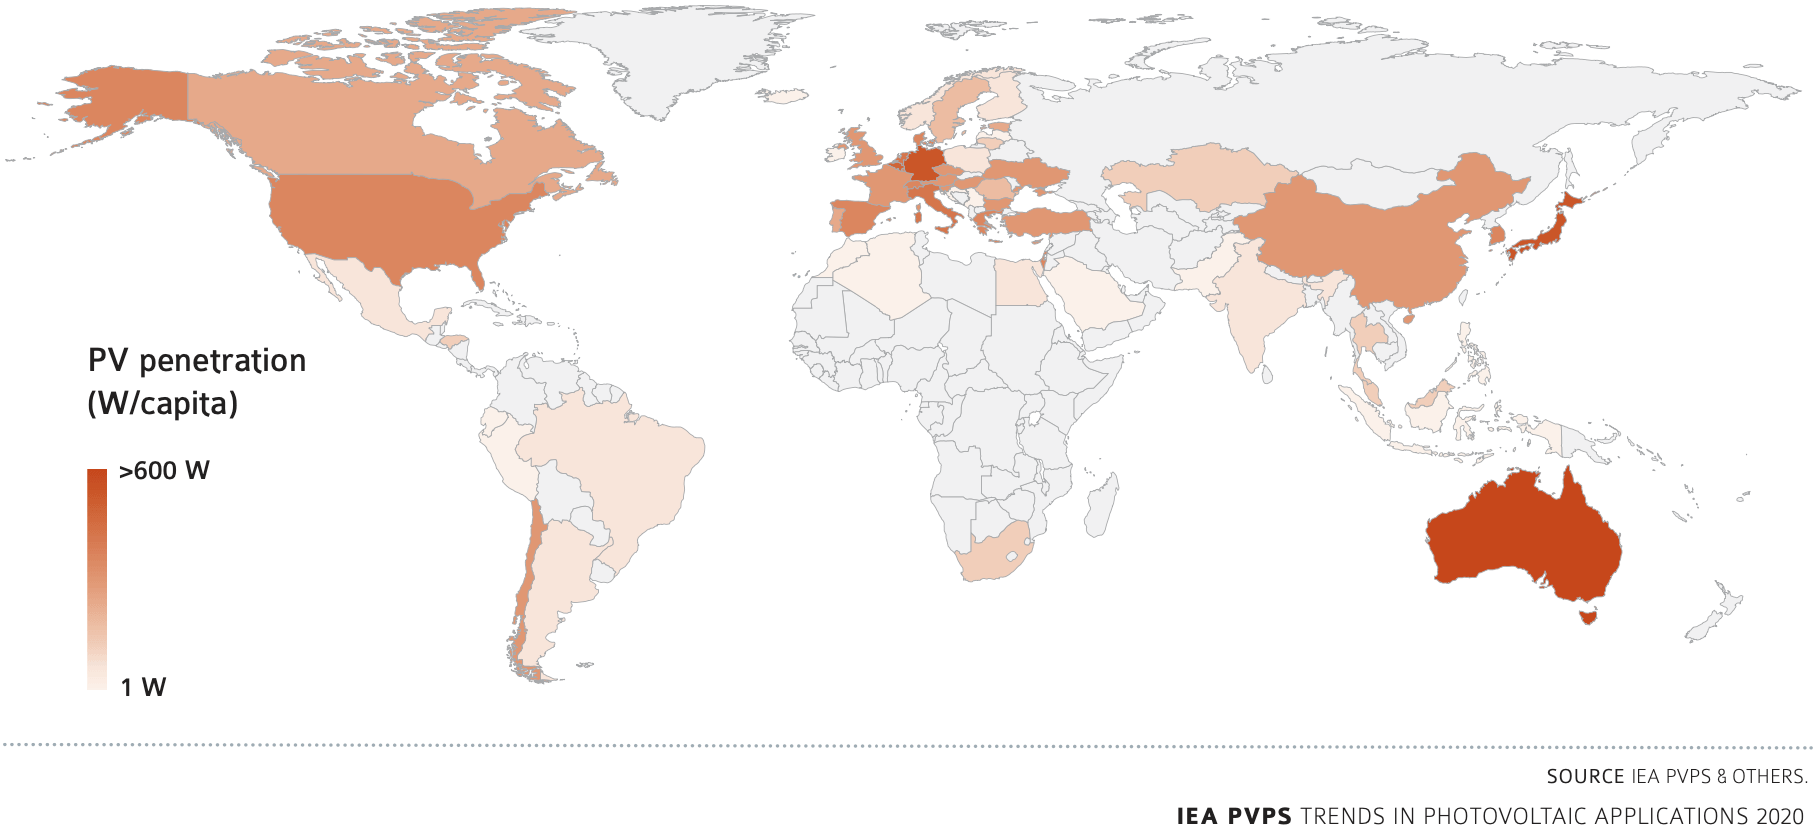 PV penetration
(W/capita)
>600 W
1 W
SOURCE IEA PVPS & OTHERS.
IEA PVPS TRENDS IN PHOTOVOLTAIC APPLICATIONS 2020